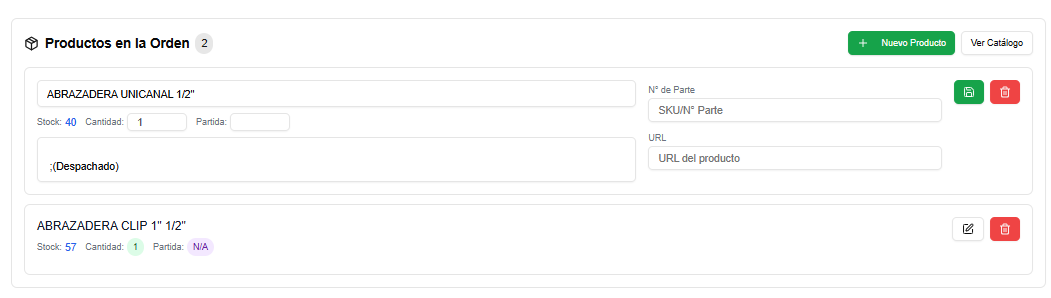 Productos en la Orden 2
+ Nuevo Producto
Ver Catálogo
ABRAZADERA UNICANAL 1/2"
Stock: 40 Cantidad: 1 Partida:
;(Despachado)
N° de Parte
SKU/N° Parte
URL
URL del producto
ABRAZADERA CLIP 1" 1/2"
Stock: 57 Cantidad: 1 Partida: N/A